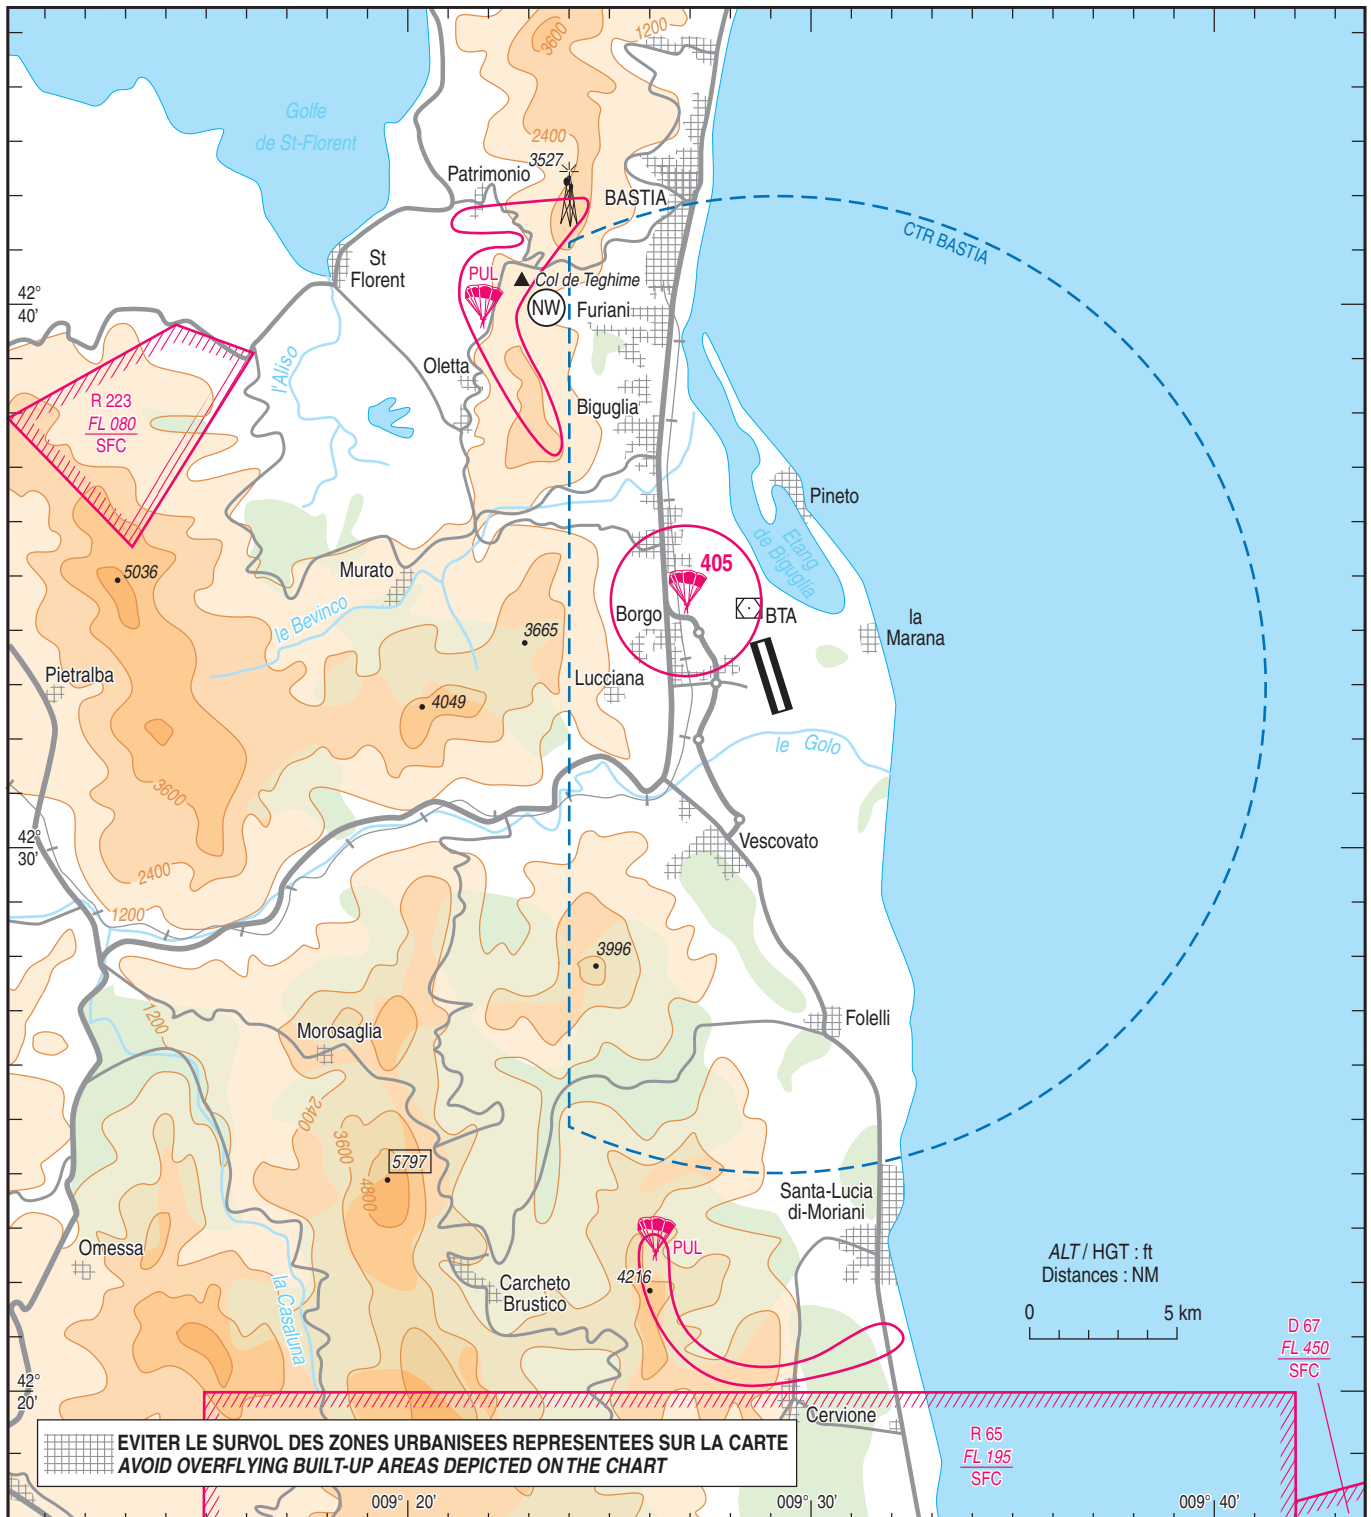 3600
1200
Golfe
de St-Florent
2400
3527
Patrimonio
BASTIA
CTR BASTIA
St
Florent
PUL
Col de Teghime
42°
40'
NW
Furiani
l'Aliso
Oletta
R 223
FL 080
SFC
Biguglia
Pineto
Etang
de Biguglia
405
5036
Murato
le Bevinco
Borgo
BTA
la
Marana
3665
Pietralba
Lucciana
4049
le Golo
3600
42°
30'
Vescovato
2400
1200
3996
1200
Folelli
Morosaglia
2400
3600
5797
4800
Santa-Lucia
di-Moriani
Omessa
PUL
4216
ALT / HGT : ft
Distances : NM
Carcheto
Brustico
la Casaluna
0 5 km
D 67
FL 450
SFC
42°
20'
Cervione
R 65
FL 195
SFC
EVITER LE SURVOL DES ZONES URBANISEES REPRESENTEES SUR LA CARTE
AVOID OVERFLYING BUILT-UP AREAS DEPICTED ON THE CHART
009° 20'
009° 30'
009° 40'